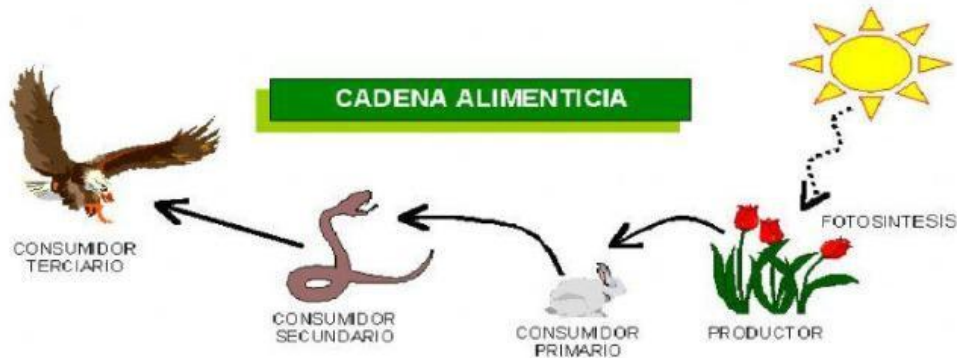 CADENA ALIMENTICIA
FOTOSINTESIS
CONSUMIDOR
TERCIARIO
CONSUMIDOR
SECUNDARIO
CONSUMIDOR
PRIMARIO
PRODUCTOR